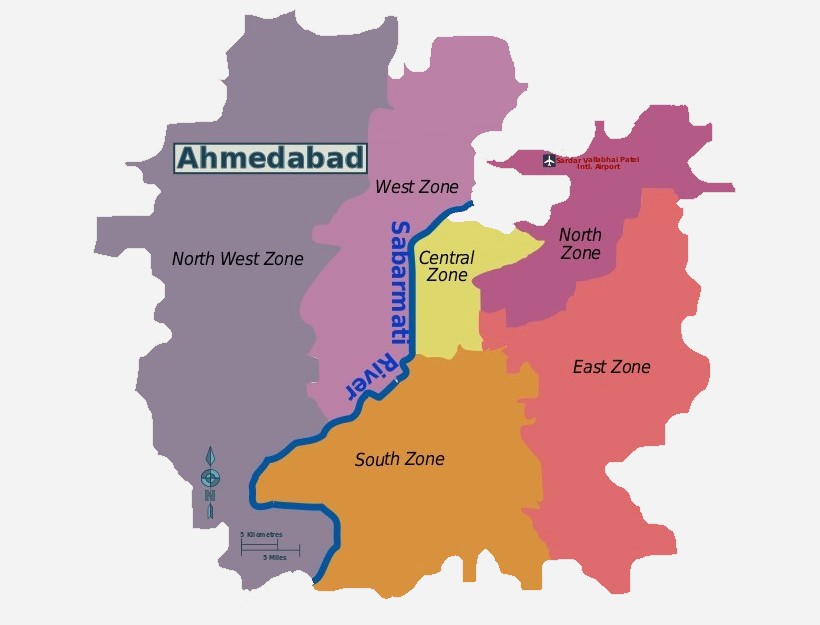 Ahmedabad
Sardar vallabhai Patel
Intl. Airport
West Zone
North
Zone
North West Zone
Central
Zone
Sabarmati
River
East Zone
South Zone
N
5 Kilometres
5 Miles